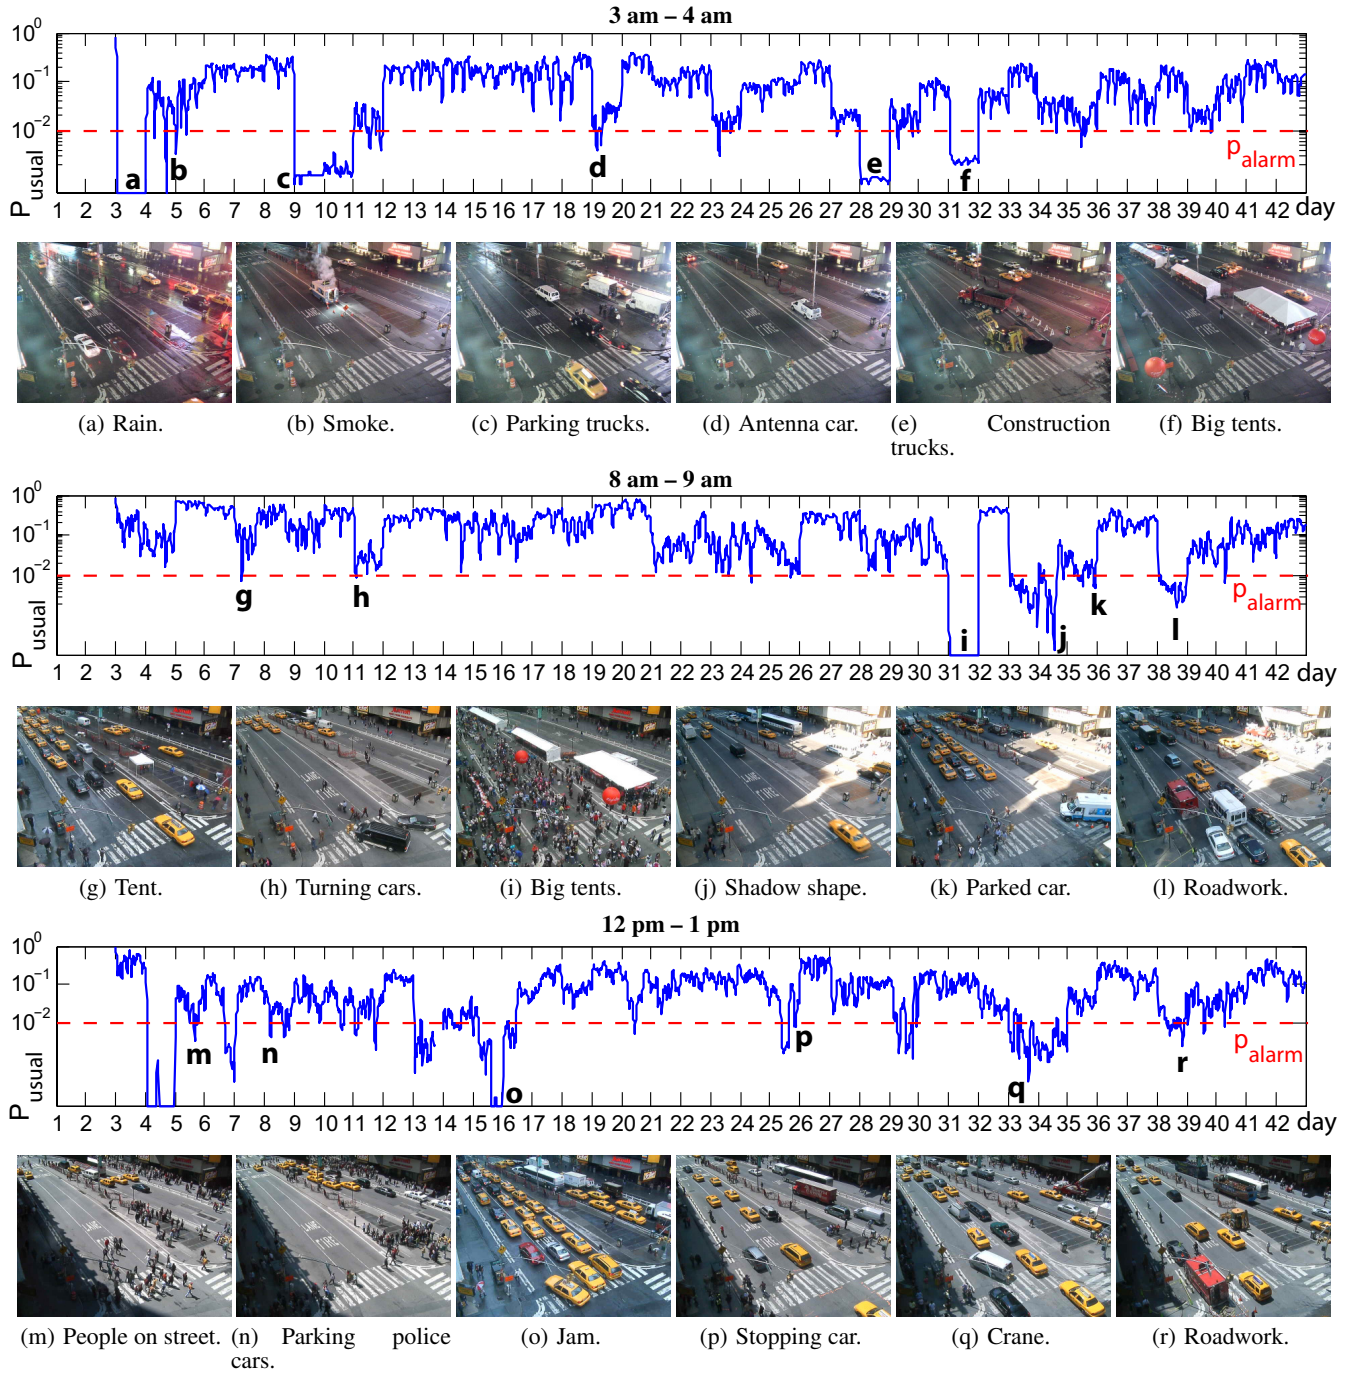 3 am – 4 am
10^0
10^-1
10^-2
P_usual
a b c d e f
p_alarm
1 2 3 4 5 6 7 8 9 10 11 12 13 14 15 16 17 18 19 20 21 22 23 24 25 26 27 28 29 30 31 32 33 34 35 36 37 38 39 40 41 42 day
(a) Rain. (b) Smoke. (c) Parking trucks. (d) Antenna car. (e) Construction (f) Big tents.
trucks.
8 am – 9 am
10^0
10^-1
10^-2
P_usual
g h i j k l
p_alarm
1 2 3 4 5 6 7 8 9 10 11 12 13 14 15 16 17 18 19 20 21 22 23 24 25 26 27 28 29 30 31 32 33 34 35 36 37 38 39 40 41 42 day
(g) Tent. (h) Turning cars. (i) Big tents. (j) Shadow shape. (k) Parked car. (l) Roadwork.
12 pm – 1 pm
10^0
10^-1
10^-2
P_usual
m n o p q r
p_alarm
1 2 3 4 5 6 7 8 9 10 11 12 13 14 15 16 17 18 19 20 21 22 23 24 25 26 27 28 29 30 31 32 33 34 35 36 37 38 39 40 41 42 day
(m) People on street. (n) Parking police (o) Jam. (p) Stopping car. (q) Crane. (r) Roadwork.
cars.